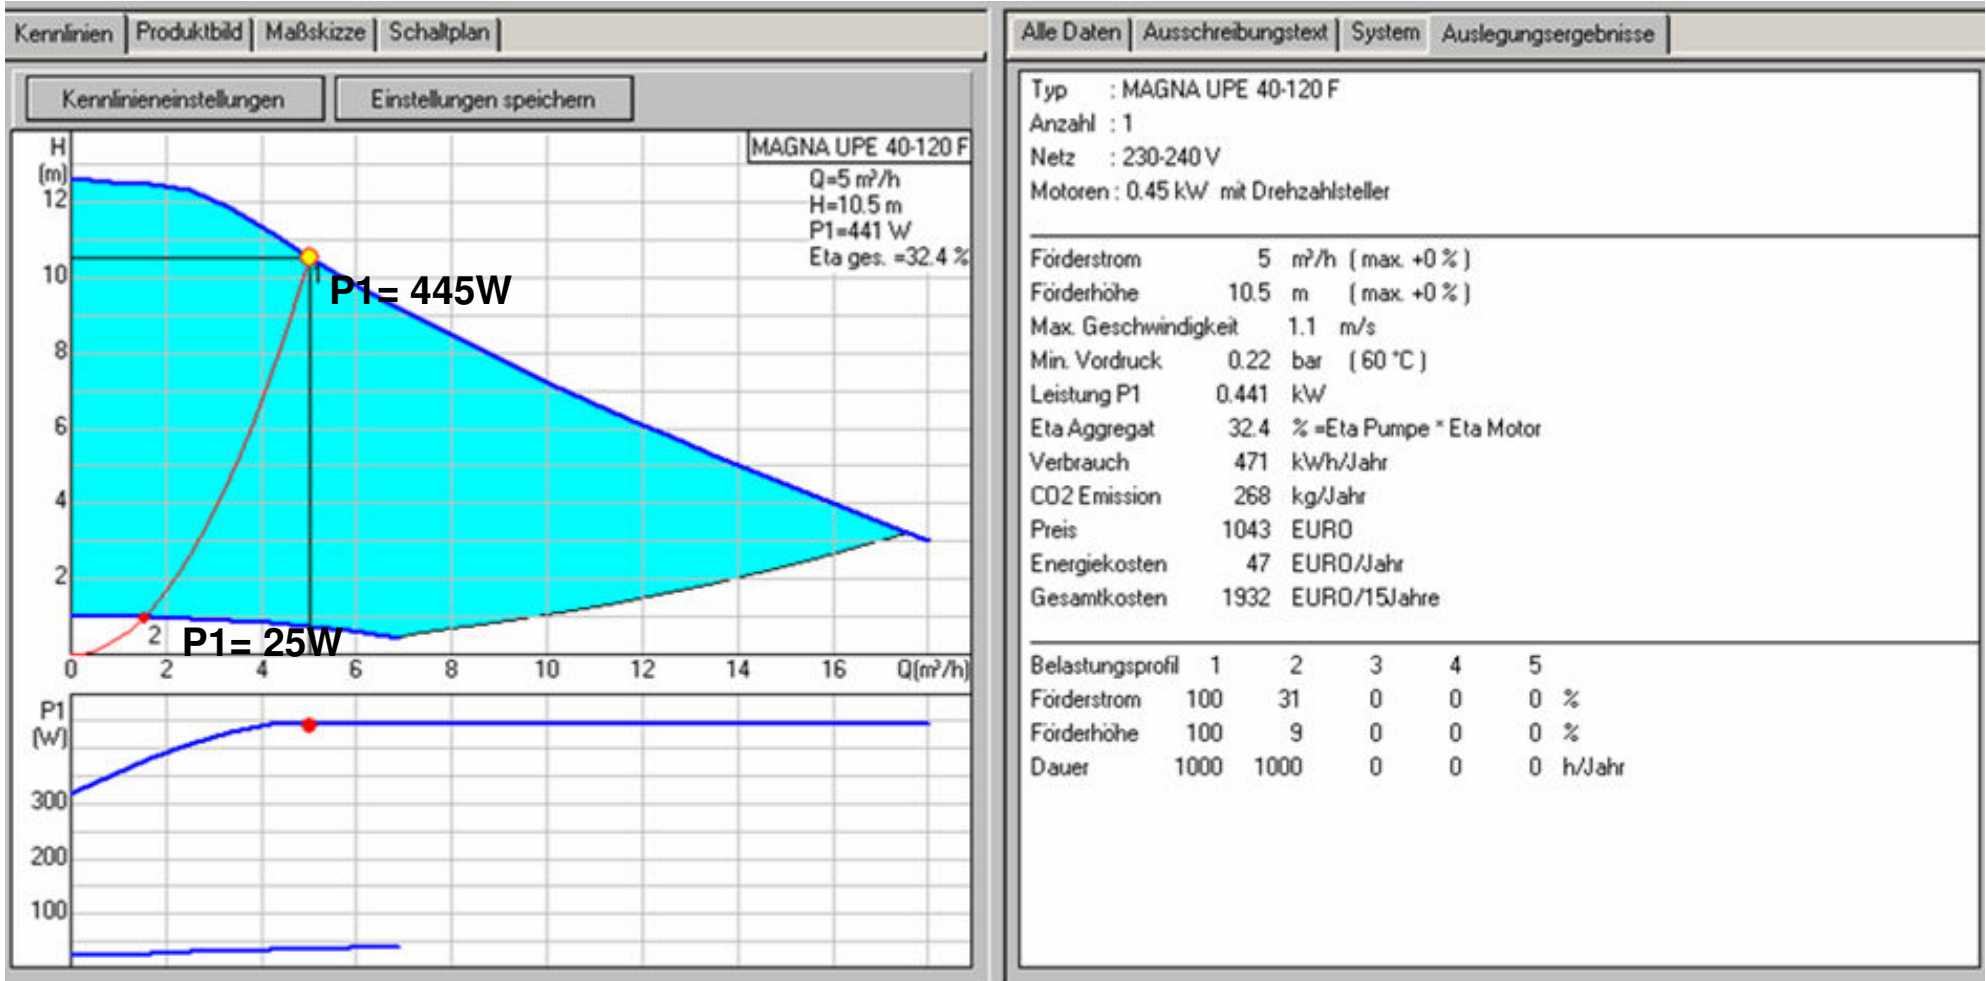 Kennlinien Produktbild Maßskizze Schaltplan
Kennlinieneinstellungen Einstellungen speichern
H
(m)
12
10
8
6
4
2
MAGNA UPE 40-120 F
Q=5 m³/h
H=10.5 m
P1=441 W
Eta ges. =32.4 %
1
P1= 445W
2
P1= 25W
0 2 4 6 8 10 12 14 16 Q(m³/h)
P1
(W)
300
200
100
Alle Daten Ausschreibungstext System Auslegungsergebnisse
Typ : MAGNA UPE 40-120 F
Anzahl : 1
Netz : 230-240 V
Motoren : 0.45 kW mit Drehzahlsteller
Förderstrom 5 m³/h ( max. +0 % )
Förderhöhe 10.5 m ( max. +0 % )
Max. Geschwindigkeit 1.1 m/s
Min. Vordruck 0.22 bar ( 60 °C )
Leistung P1 0.441 kW
Eta Aggregat 32.4 % =Eta Pumpe * Eta Motor
Verbrauch 471 kWh/Jahr
CO2 Emission 268 kg/Jahr
Preis 1043 EURO
Energiekosten 47 EURO/Jahr
Gesamtkosten 1932 EURO/15Jahre
Belastungsprofil 1 2 3 4 5
Förderstrom 100 31 0 0 0 %
Förderhöhe 100 9 0 0 0 %
Dauer 1000 1000 0 0 0 h/Jahr